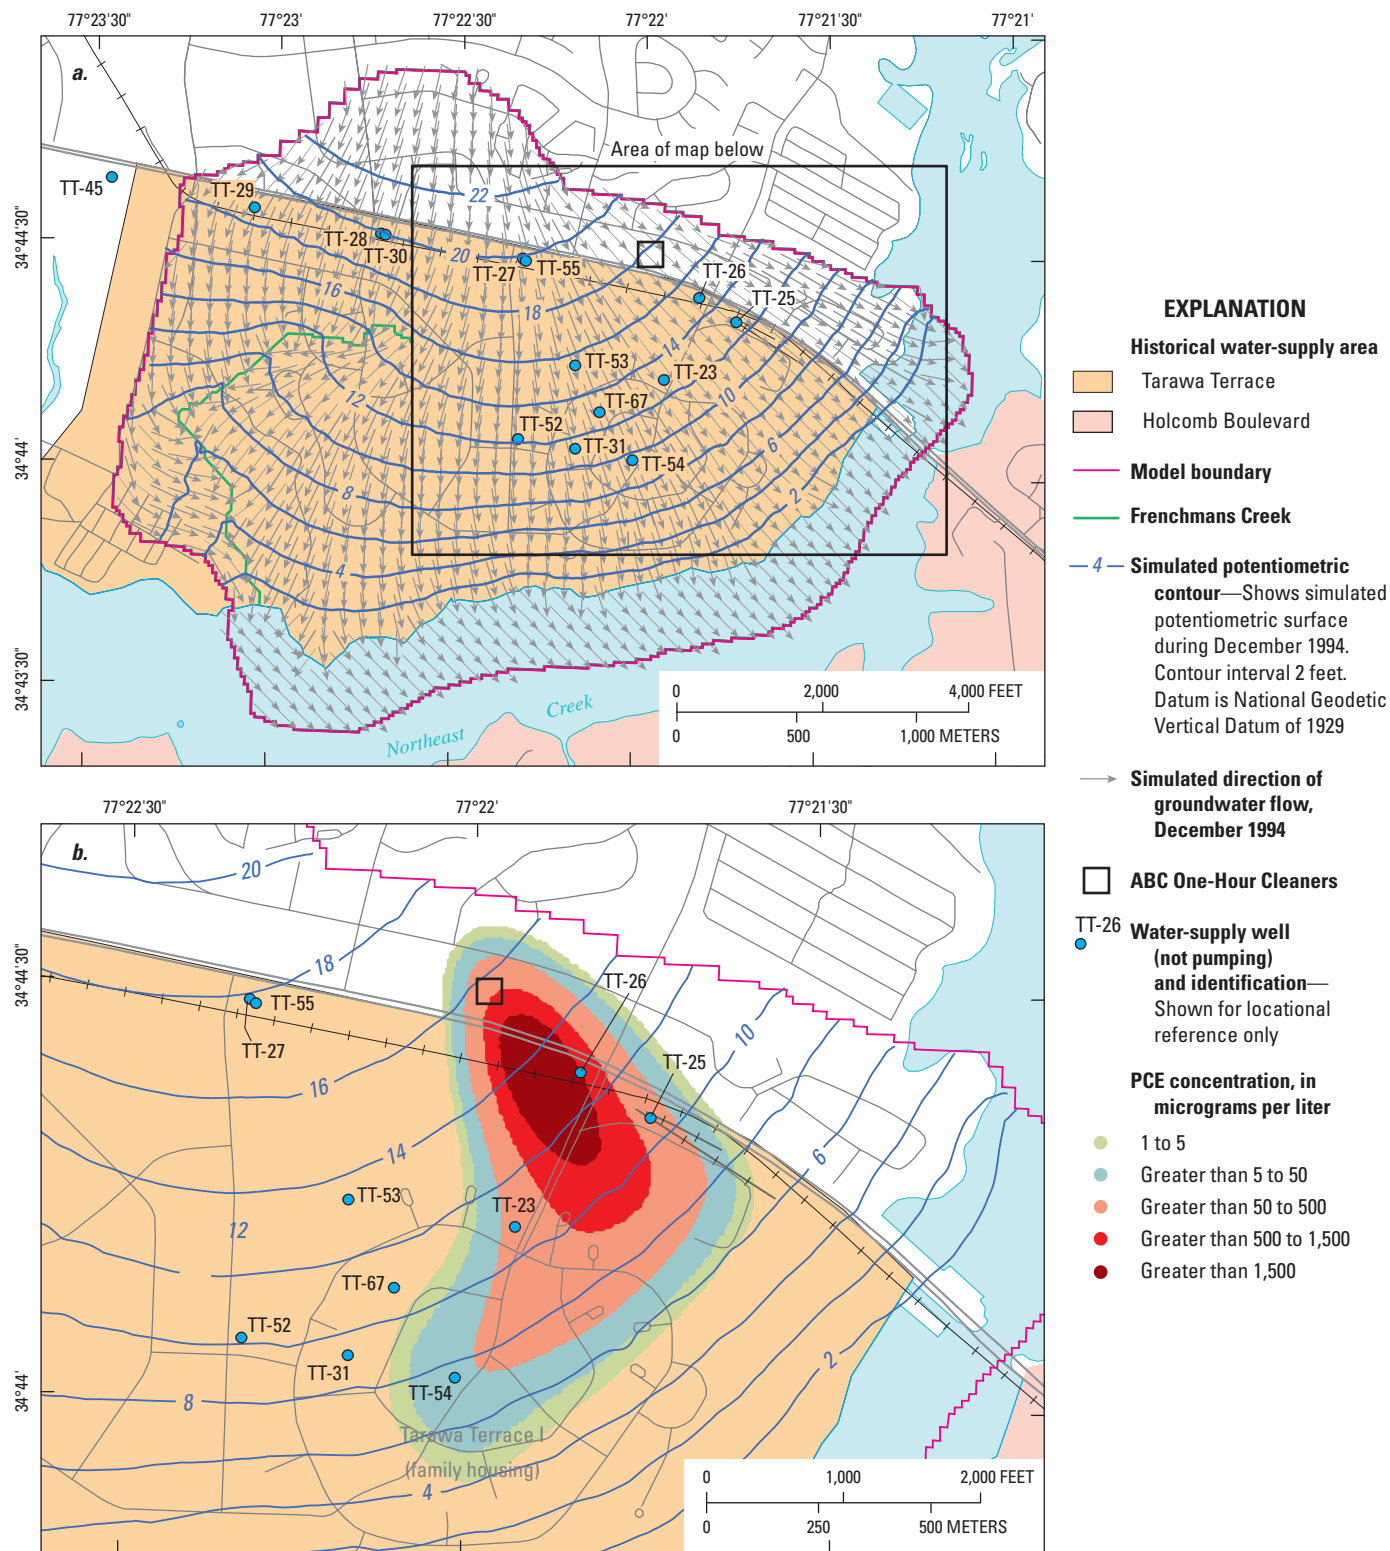 77°23'30"
77°23'
77°22'30"
77°22'
77°21'30"
77°21'
a.
Area of map below
TT-45
TT-29
22
34°44'30"
TT-28
TT-30
20
TT-27
TT-55
TT-26
TT-25
16
18
14
TT-53
TT-23
12
10
TT-67
TT-52
TT-31
TT-54
6
34°44'
8
2
4
34°43'30"
Northeast Creek
0
2,000
4,000 FEET
0
500
1,000 METERS
77°22'30"
77°22'
77°21'30"
b.
20
18
34°44'30"
TT-26
TT-55
TT-27
10
TT-25
16
14
6
TT-53
TT-23
12
TT-67
TT-52
TT-31
2
34°44'
TT-54
8
Tarawa Terrace I
(family housing)
4
0
1,000
2,000 FEET
0
250
500 METERS
EXPLANATION
Historical water-supply area
Tarawa Terrace
Holcomb Boulevard
Model boundary
Frenchmans Creek
4 Simulated potentiometric
contour—Shows simulated
potentiometric surface
during December 1994.
Contour interval 2 feet.
Datum is National Geodetic
Vertical Datum of 1929
Simulated direction of
groundwater flow,
December 1994
ABC One-Hour Cleaners
TT-26 Water-supply well
(not pumping)
and identification—
Shown for locational
reference only
PCE concentration, in
micrograms per liter
1 to 5
Greater than 5 to 50
Greater than 50 to 500
Greater than 500 to 1,500
Greater than 1,500